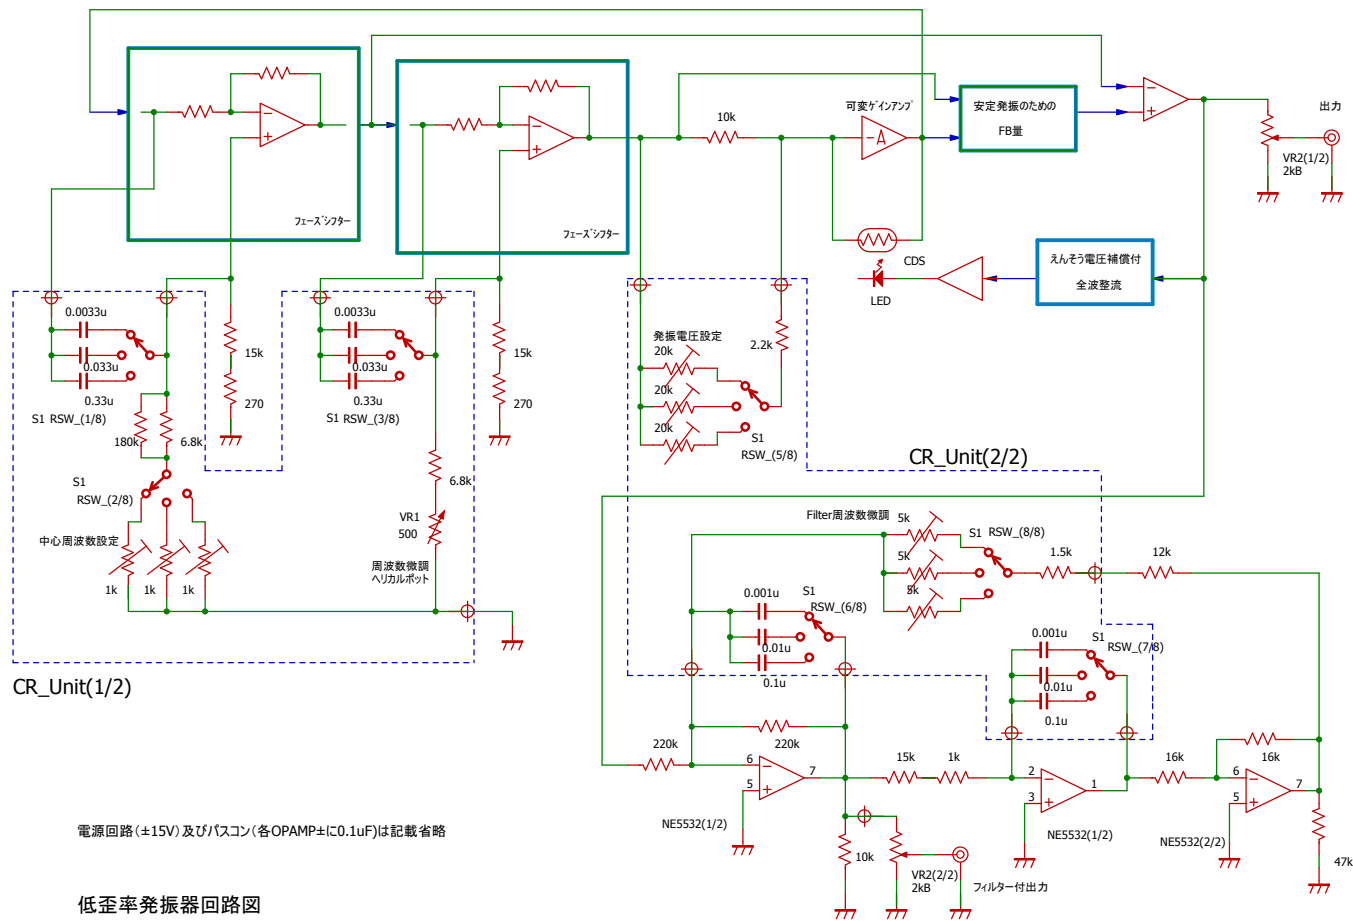 可変ゲインアンプ
安定発振のための
FB量
出力
10k
A
VR2(1/2)
2kB
フェーズシフター
フェーズシフター
CDS
LED
えんそう電圧補償付
全波整流
0.0033u
0.033u
0.33u
S1 RSW_(1/8)
15k
270
0.0033u
0.033u
0.33u
S1 RSW_(3/8)
15k
270
発振電圧設定
20k
20k
20k
2.2k
S1
RSW_(5/8)
180k
6.8k
S1
RSW_(2/8)
中心周波数設定
1k
1k
1k
6.8k
VR1
500
周波数微調
ヘリカルポット
CR_Unit(2/2)
Filter周波数微調
5k
5k
5k
S1
RSW_(8/8)
1.5k
12k
0.001u
0.01u
0.1u
S1
RSW_(6/8)
0.001u
0.01u
0.1u
S1
RSW_(7/8)
CR_Unit(1/2)
220k
220k
15k
1k
16k
16k
6
5
7
2
3
1
6
5
7
NE5532(1/2)
NE5532(1/2)
NE5532(2/2)
10k
VR2(2/2)
2kB
フィルター付出力
47k
電源回路(±15V)及びパスコン(各OPAMP±に0.1uF)は記載省略
低歪率発振器回路図